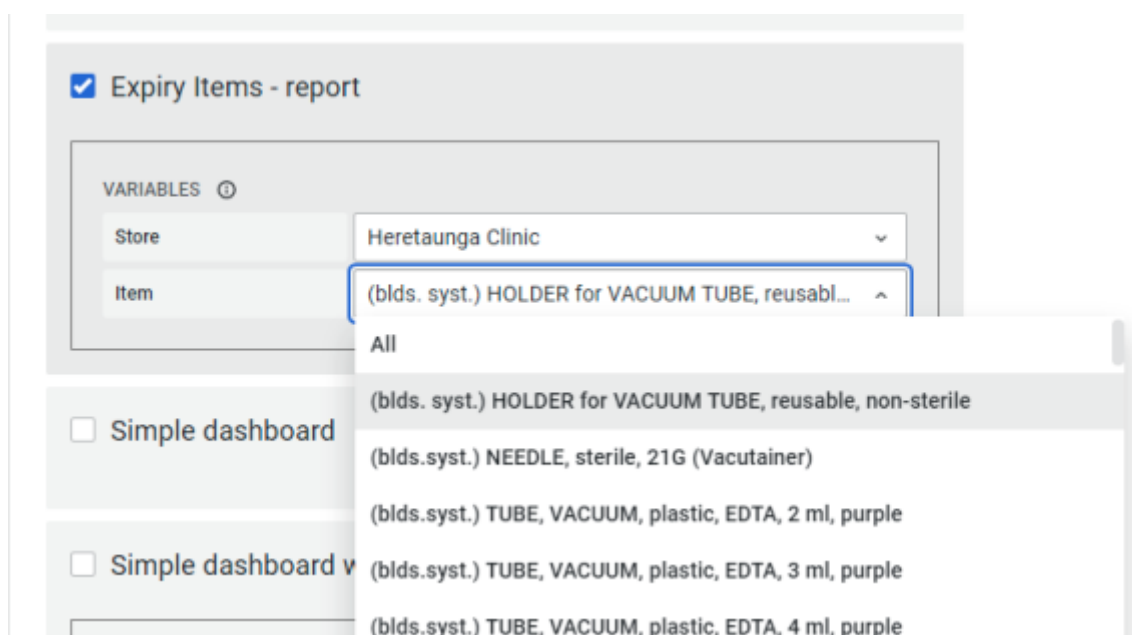 Expiry Items - report
VARIABLES
Store
Heretaunga Clinic
Item
(blds. syst.) HOLDER for VACUUM TUBE, reusabl...
All
(blds. syst.) HOLDER for VACUUM TUBE, reusable, non-sterile
Simple dashboard
(blds.syst.) NEEDLE, sterile, 21G (Vacutainer)
(blds.syst.) TUBE, VACUUM, plastic, EDTA, 2 ml, purple
Simple dashboard w
(blds.syst.) TUBE, VACUUM, plastic, EDTA, 3 ml, purple
(blds.syst.) TUBE, VACUUM, plastic, EDTA, 4 ml, purple